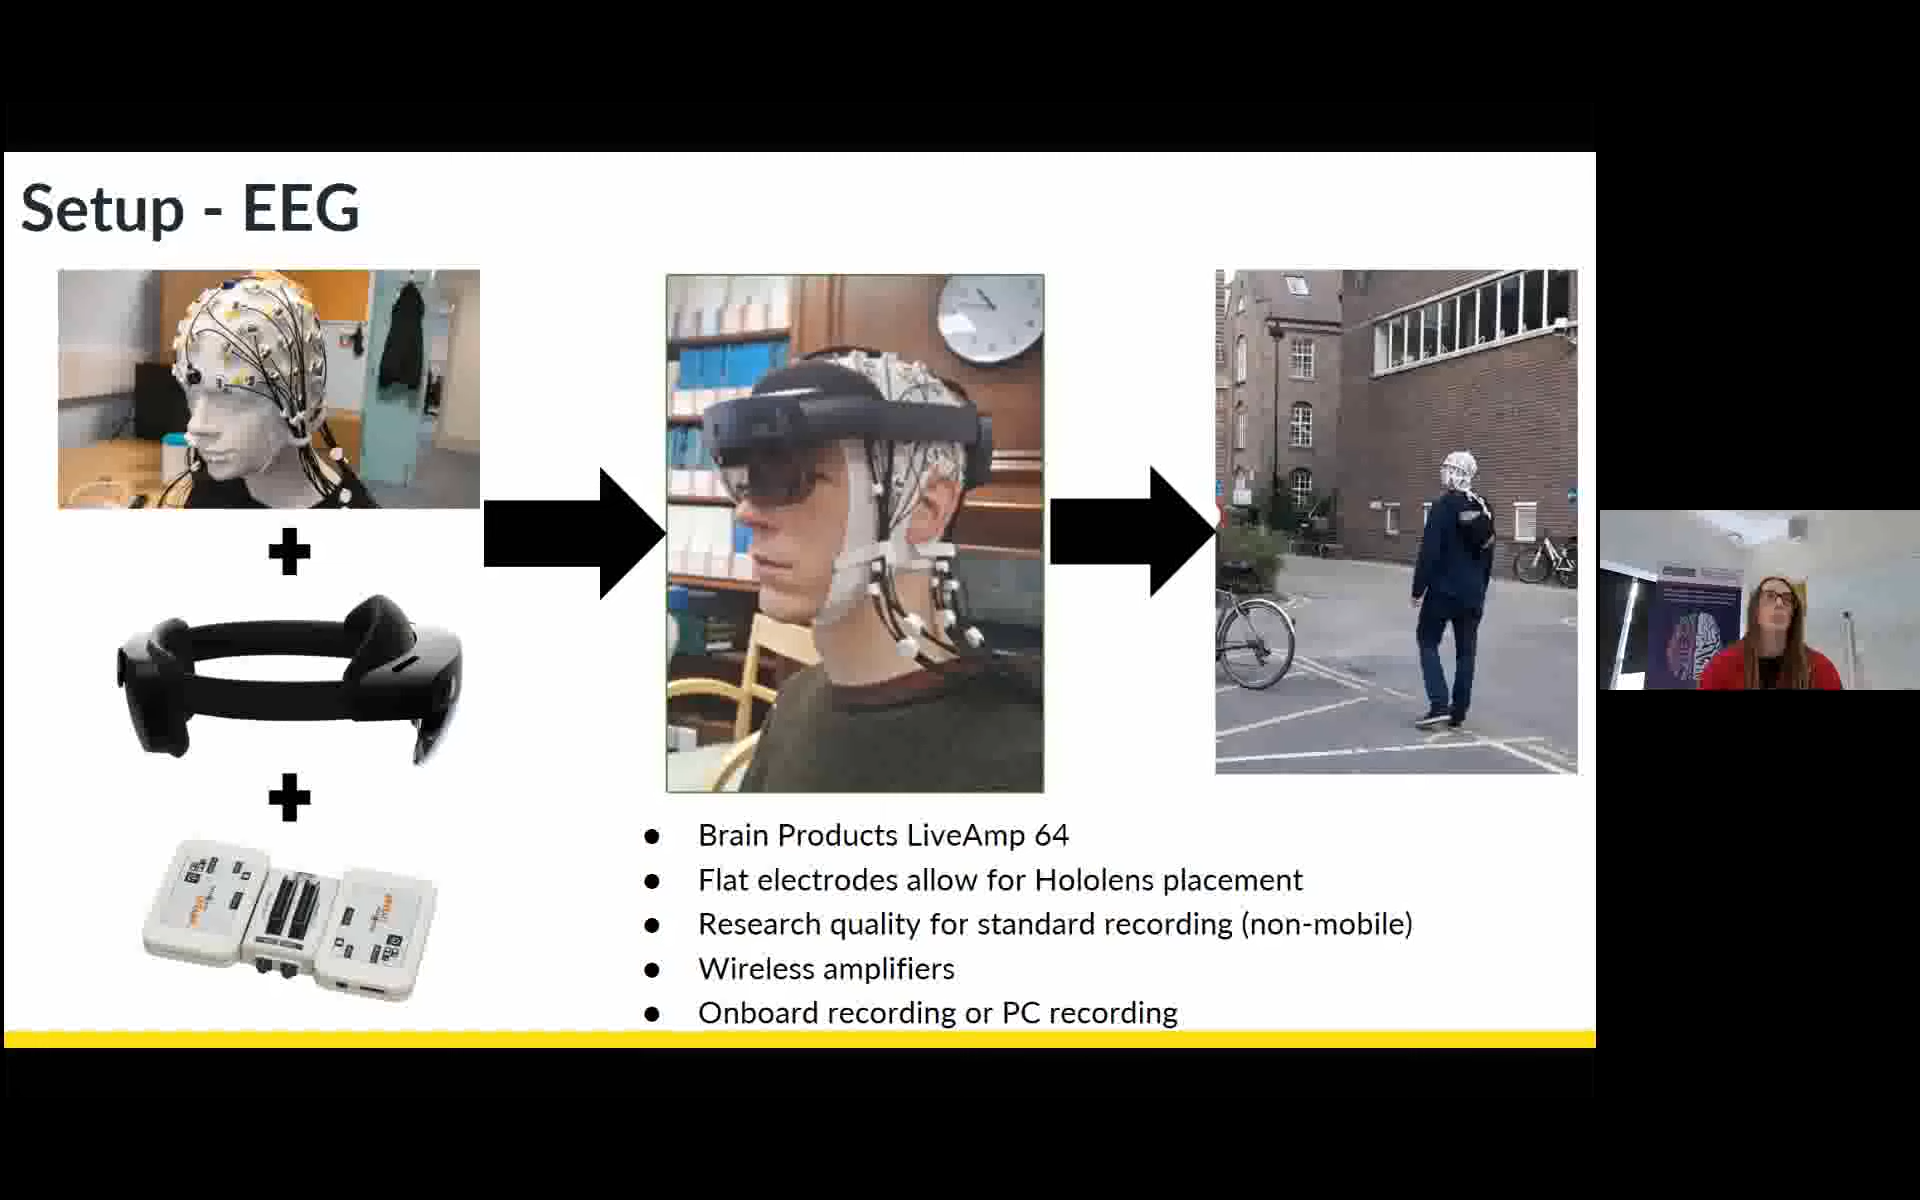 Setup - EEG
● Brain Products LiveAmp 64
● Flat electrodes allow for Hololens placement
● Research quality for standard recording (non-mobile)
● Wireless amplifiers
● Onboard recording or PC recording